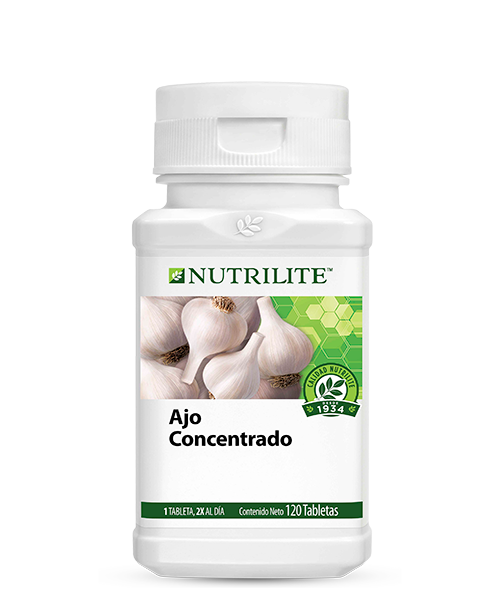 NUTRILITE™
CALIDAD NUTRILITE
DESDE
1934
Ajo
Concentrado
1 TABLETA, 2X AL DÍA Contenido Neto 120 Tabletas